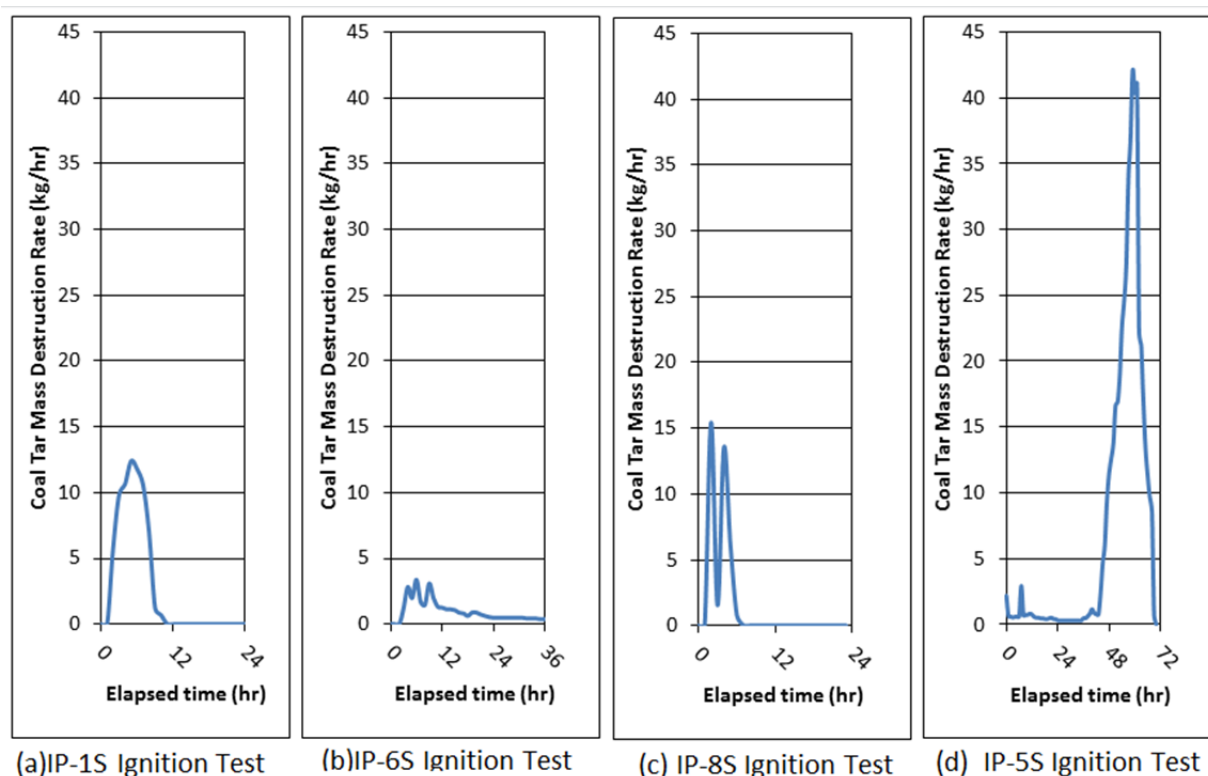 45
40
35
30
25
20
15
10
5
0
Coal Tar Mass Destruction Rate (kg/hr)
0 12 24
Elapsed time (hr)
(a)IP-1S Ignition Test
45
40
35
30
25
20
15
10
5
0
Coal Tar Mass Destruction Rate (kg/hr)
0 12 24 36
Elapsed time (hr)
(b)IP-6S Ignition Test
45
40
35
30
25
20
15
10
5
0
Coal Tar Mass Destruction Rate (kg/hr)
0 12 24
Elapsed time (hr)
(c) IP-8S Ignition Test
45
40
35
30
25
20
15
10
5
0
Coal Tar Mass Destruction Rate (kg/hr)
0 24 48 72
Elapsed time (hr)
(d) IP-5S Ignition Test